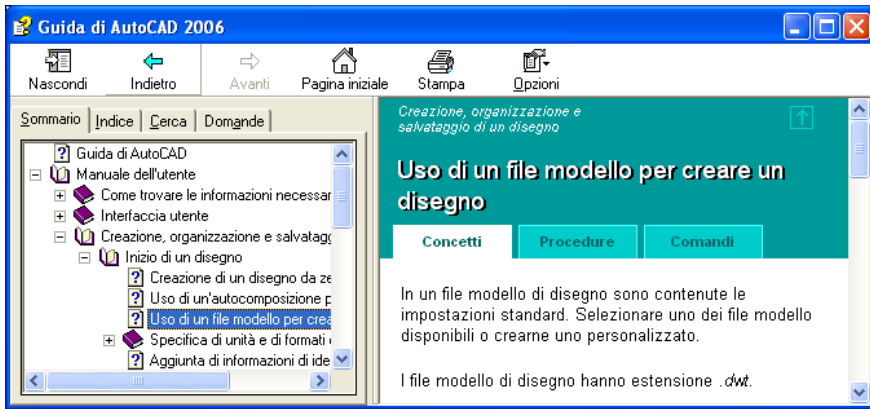 Guida di AutoCAD 2006
Nascondi Indietro Avanti Pagina iniziale Stampa Opzioni
Sommario Indice Cerca Domande
Guida di AutoCAD
Manuale dell'utente
Come trovare le informazioni necessar
Interfaccia utente
Creazione, organizzazione e salvatagg
Inizio di un disegno
Creazione di un disegno da ze
Uso di un'autocomposizione p
Uso di un file modello per crea
Specifica di unità e di formati
Aggiunta di informazioni di ide
Creazione, organizzazione e
salvataggio di un disegno
Uso di un file modello per creare un
disegno
Concetti Procedure Comandi
In un file modello di disegno sono contenute le
impostazioni standard. Selezionare uno dei file modello
disponibili o crearne uno personalizzato.
I file modello di disegno hanno estensione .dwt.